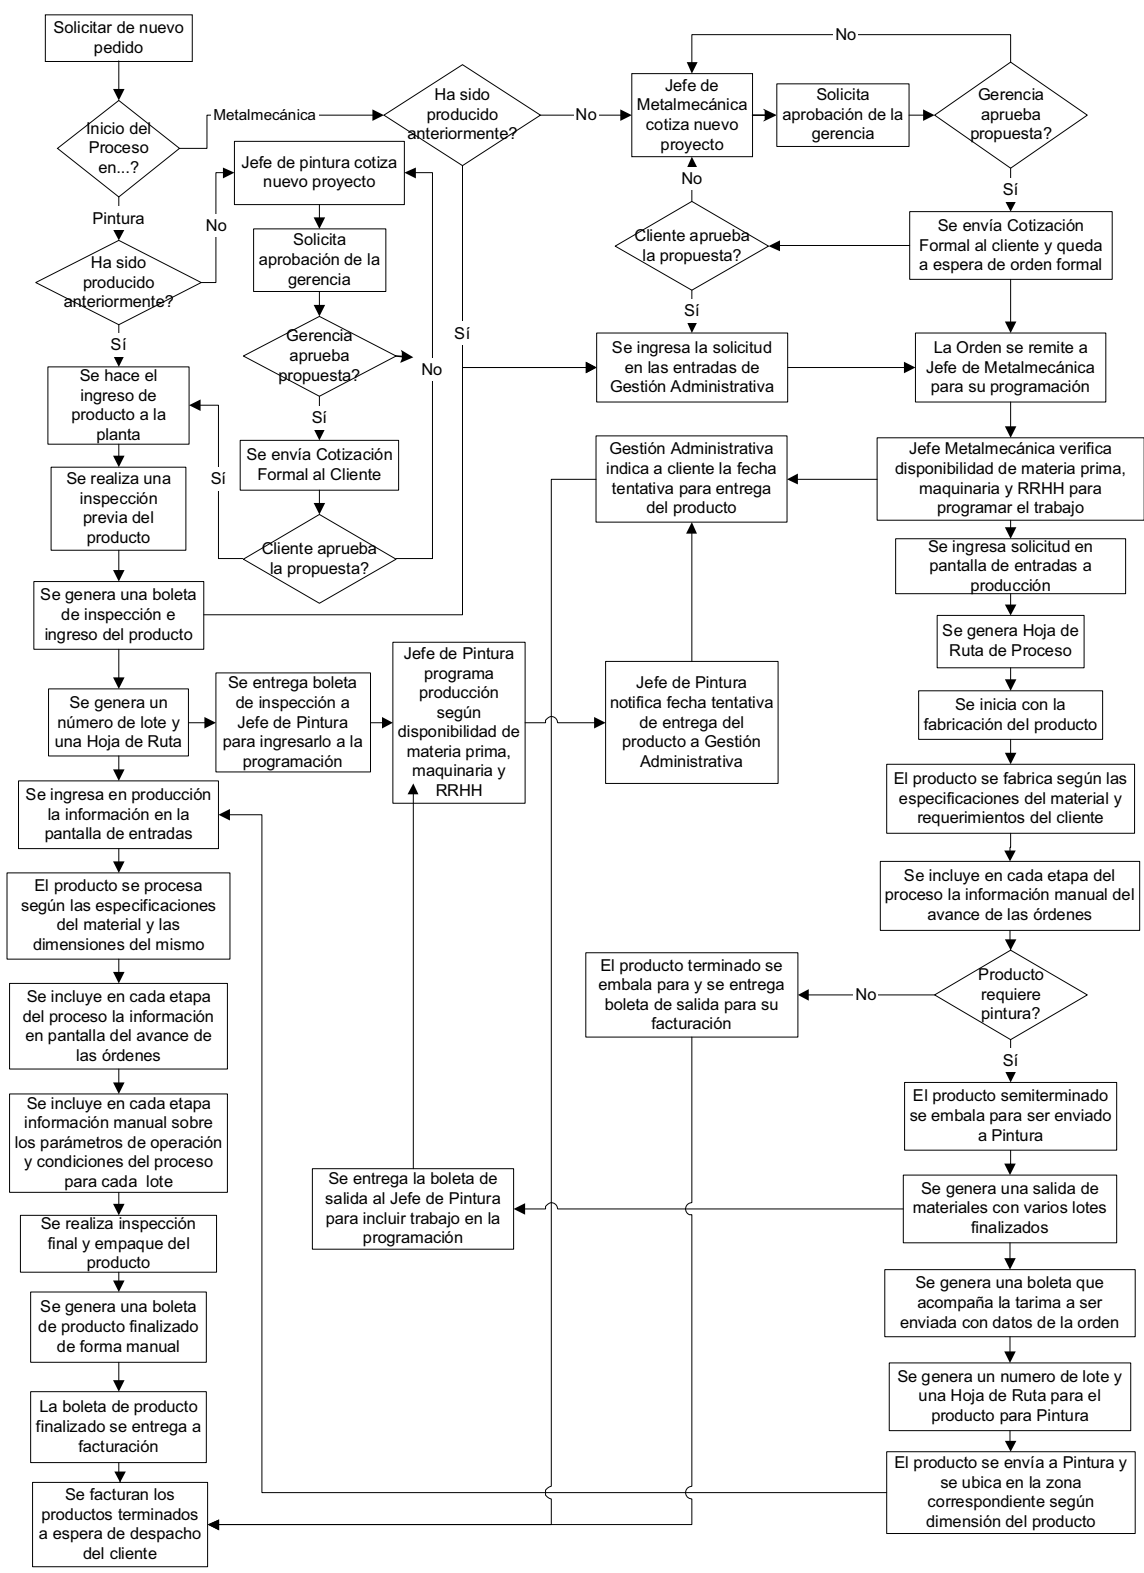 Solicitar de nuevo
pedido
Inicio del
Proceso
en...?
Metalmecánica
Ha sido
producido
anteriormente?
No
Jefe de
Metalmecánica
cotiza nuevo
proyecto
Solicita
aprobación de la
gerencia
No
Gerencia
aprueba
propuesta?
Sí
Se envía Cotización
Formal al cliente y queda
a espera de orden formal
Cliente aprueba
la propuesta?
No
Sí
Sí
Se ingresa la solicitud
en las entradas de
Gestión Administrativa
La Orden se remite a
Jefe de Metalmecánica
para su programación
Pintura
Ha sido
producido
anteriormente?
No
Jefe de pintura cotiza
nuevo proyecto
Solicita
aprobación de la
gerencia
Gerencia
aprueba
propuesta?
No
Sí
Se envía Cotización
Formal al Cliente
Cliente aprueba
la propuesta?
Sí
Sí
Se hace el
ingreso de
producto a la
planta
Se realiza una
inspección
previa del
producto
Se genera una boleta
de inspección e
ingreso del producto
Se genera un
número de lote y
una Hoja de Ruta
Se entrega boleta
de inspección a
Jefe de Pintura
para ingresarlo a la
programación
Jefe de Pintura
programa
producción
según
disponibilidad de
materia prima,
maquinaria y
RRHH
Jefe de Pintura
notifica fecha tentativa
de entrega del
producto a Gestión
Administrativa
Gestión Administrativa
indica a cliente la fecha
tentativa para entrega
del producto
Jefe Metalmecánica verifica
disponibilidad de materia prima,
maquinaria y RRHH para
programar el trabajo
Se ingresa solicitud en
pantalla de entradas a
producción
Se genera Hoja de
Ruta de Proceso
Se inicia con la
fabricación del producto
El producto se fabrica según las
especificaciones del material y
requerimientos del cliente
Se incluye en cada etapa del
proceso la información manual del
avance de las órdenes
Producto
requiere
pintura?
No
El producto terminado se
embala para y se entrega
boleta de salida para su
facturación
Sí
El producto semiterminado
se embala para ser enviado
a Pintura
Se genera una salida de
materiales con varios lotes
finalizados
Se entrega la boleta de
salida al Jefe de Pintura
para incluir trabajo en la
programación
Se genera una boleta que
acompaña la tarima a ser
enviada con datos de la orden
Se genera un numero de lote y
una Hoja de Ruta para el
producto para Pintura
El producto se envía a Pintura y
se ubica en la zona
correspondiente según
dimensión del producto
Se ingresa en producción
la información en la
pantalla de entradas
El producto se procesa
según las especificaciones
del material y las
dimensiones del mismo
Se incluye en cada etapa
del proceso la información
en pantalla del avance de
las órdenes
Se incluye en cada etapa
información manual sobre
los parámetros de operación
y condiciones del proceso
para cada lote
Se realiza inspección
final y empaque del
producto
Se genera una boleta
de producto finalizado
de forma manual
La boleta de producto
finalizado se entrega a
facturación
Se facturan los
productos terminados
a espera de despacho
del cliente